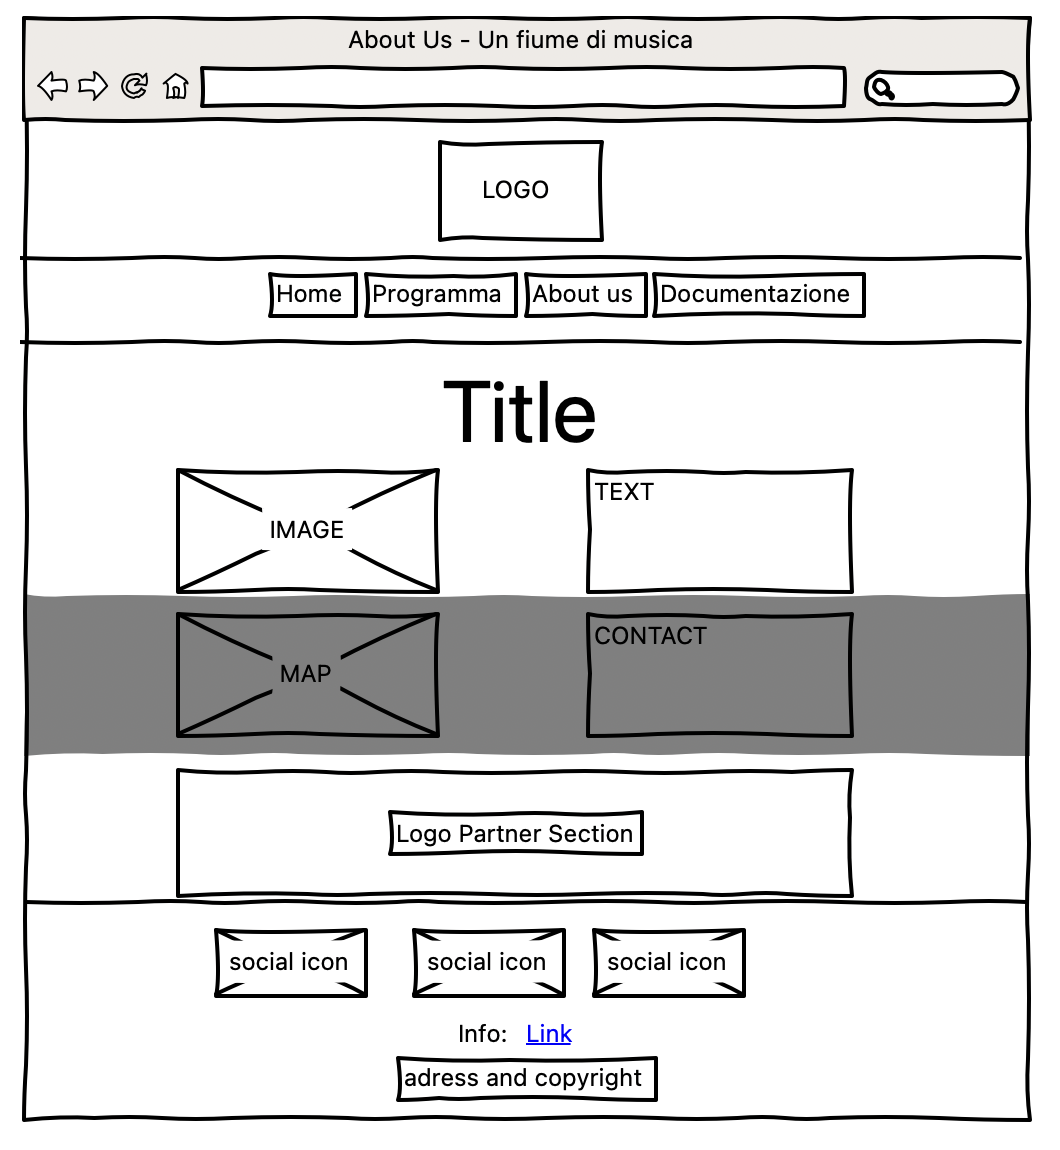 About Us - Un fiume di musica
LOGO
Home Programma About us Documentazione
Title
IMAGE
TEXT
MAP
CONTACT
Logo Partner Section
social icon social icon social icon
Info: Link
adress and copyright